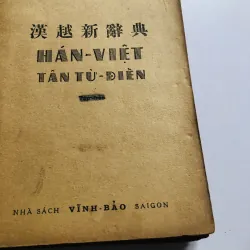 漢越新辭典
HÁN-VIỆT
TÂN TỪ-ĐIỂN
NHÀ SÁCH VĨNH-BẢO SAIGON